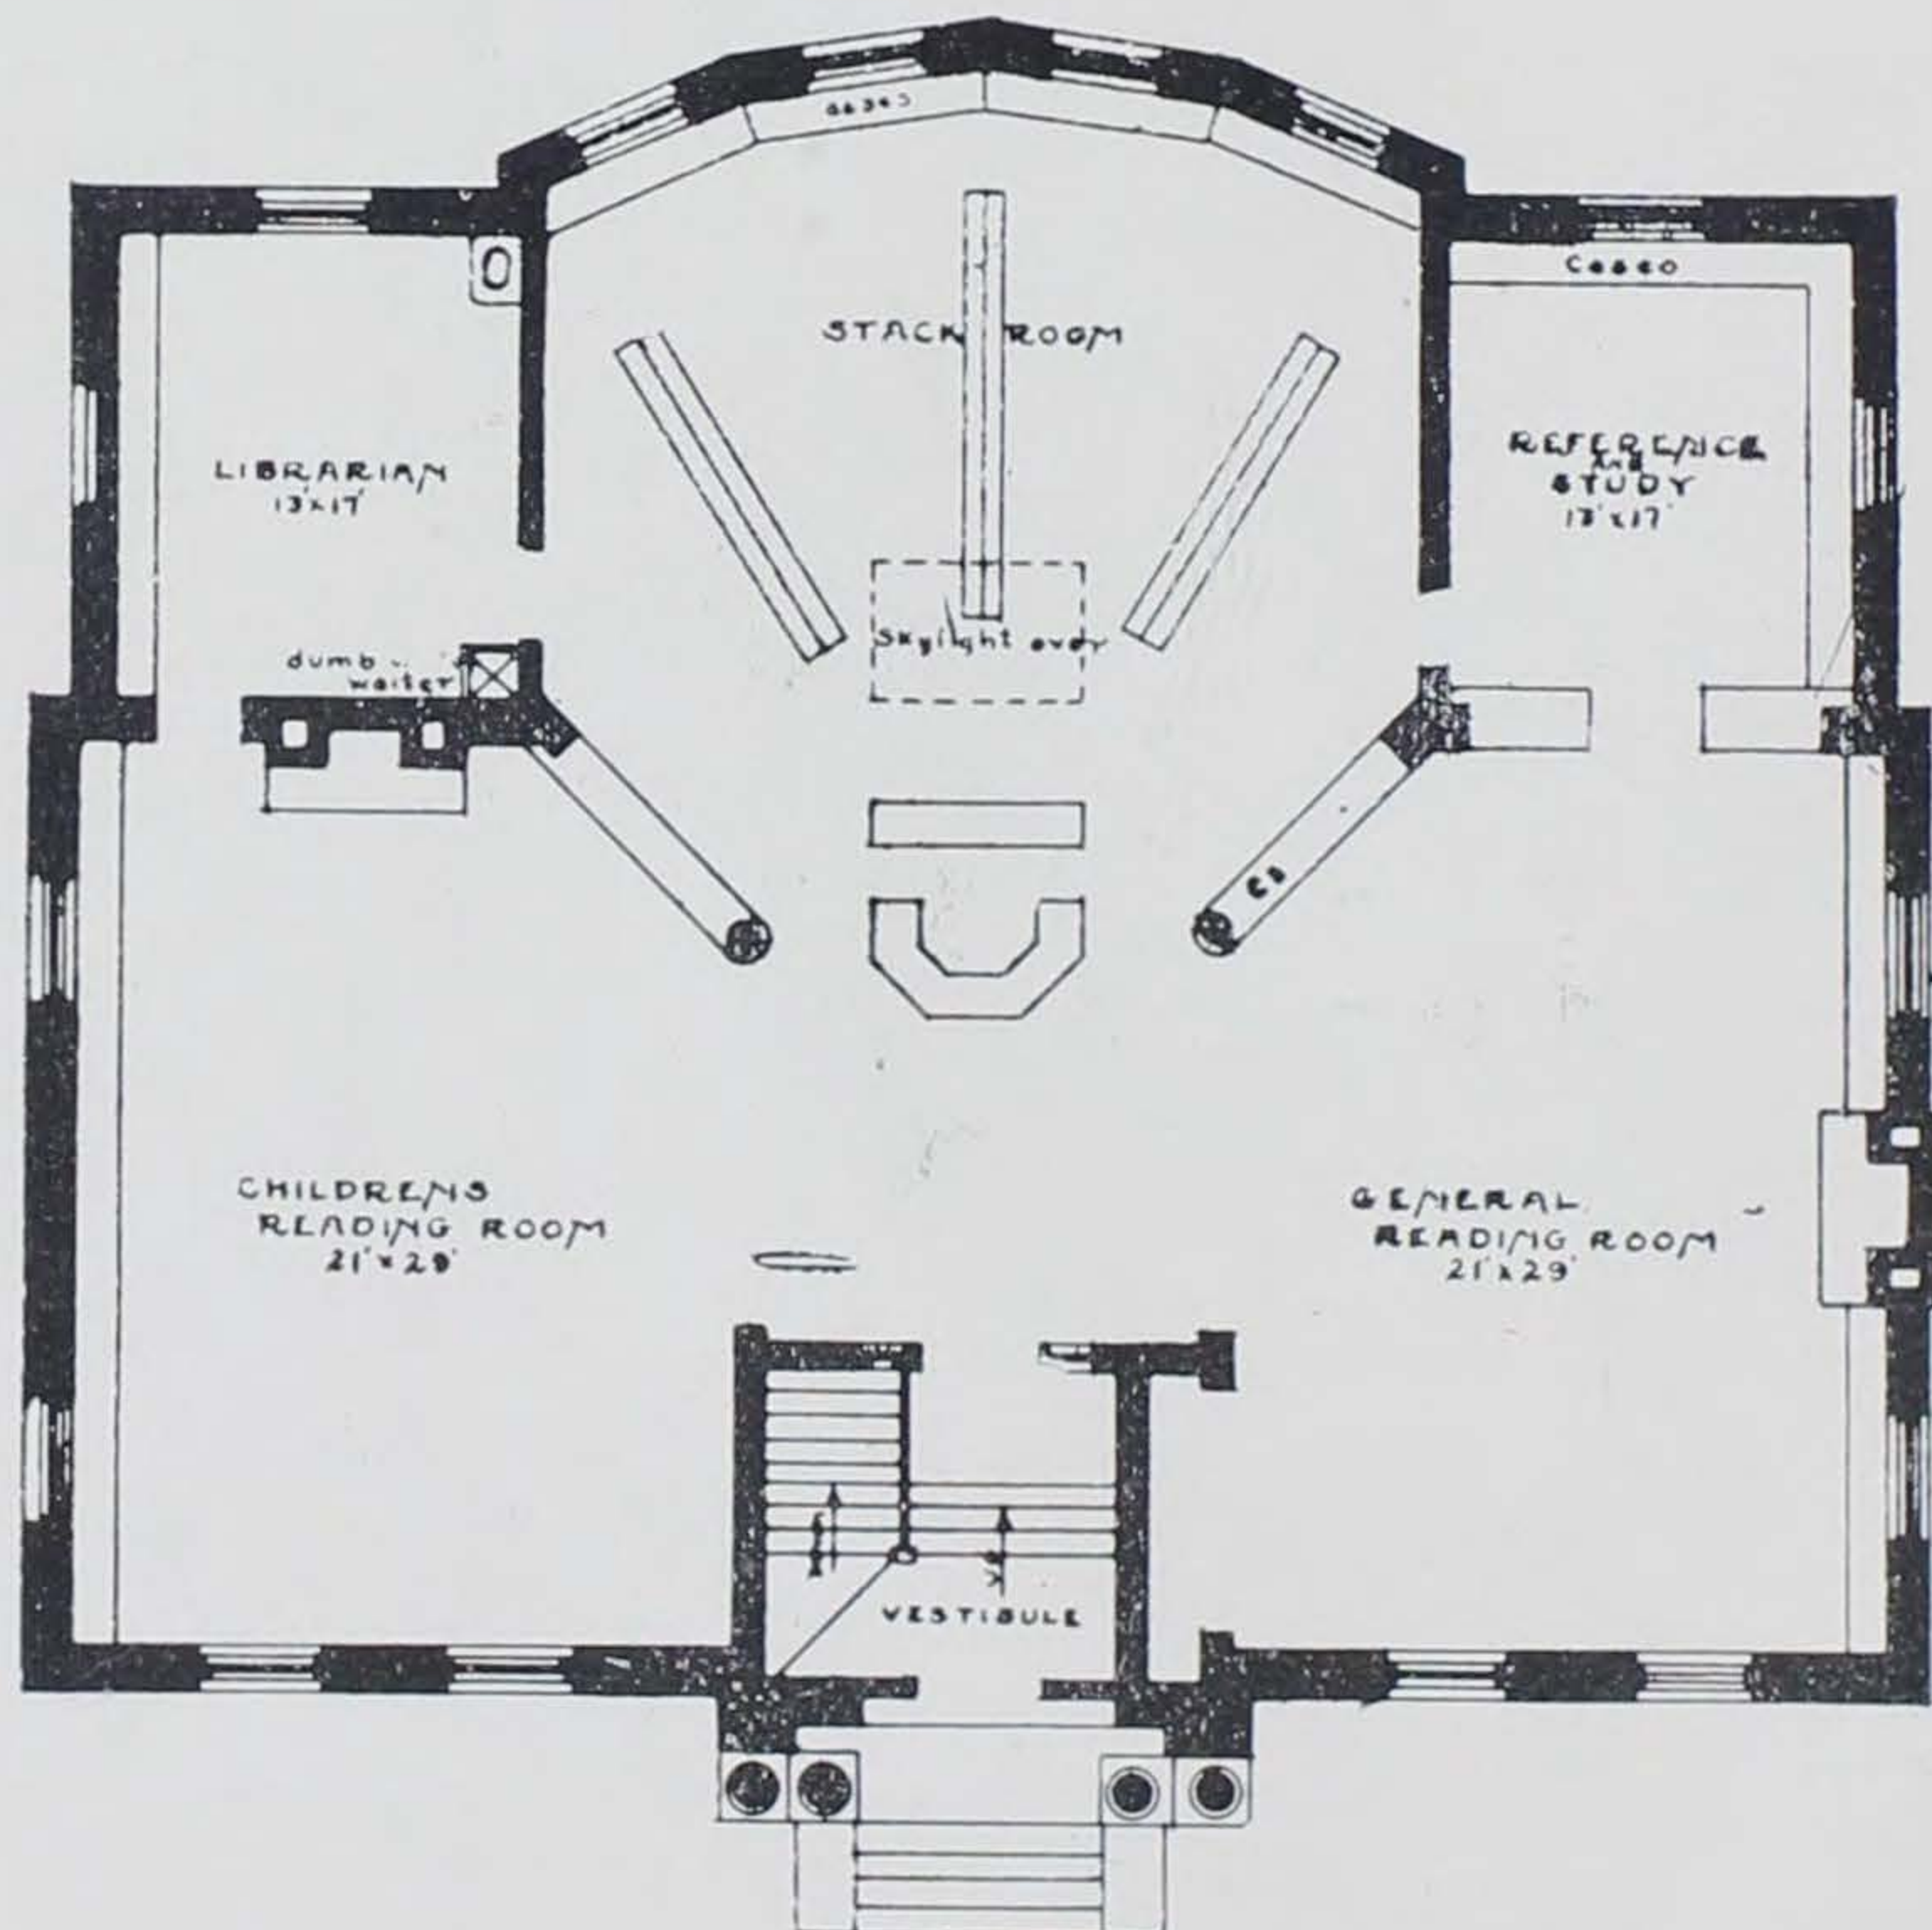 STACK ROOM
LIBRARIAN
13'x17'
REFERENCE
AND
STUDY
13'x17'
Skylight over
dumb
waiter
CHILDRENS
READING ROOM
21'x29'
GENERAL
READING ROOM
21'x29'
up
VESTIBULE